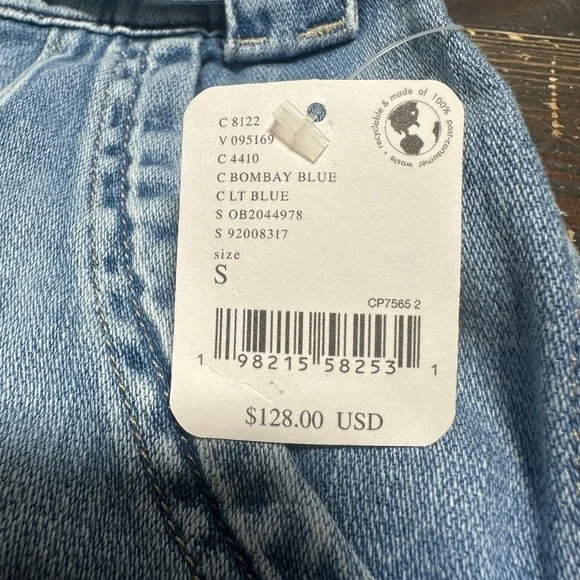 C 8122
V 095169
C 4410
C BOMBAY BLUE
C LT BLUE
S OB2044978
S 92008317
size
S
recyclable & made of 100% post-consumer waste •
CP7565 2
1 98215 58253 1
$128.00 USD